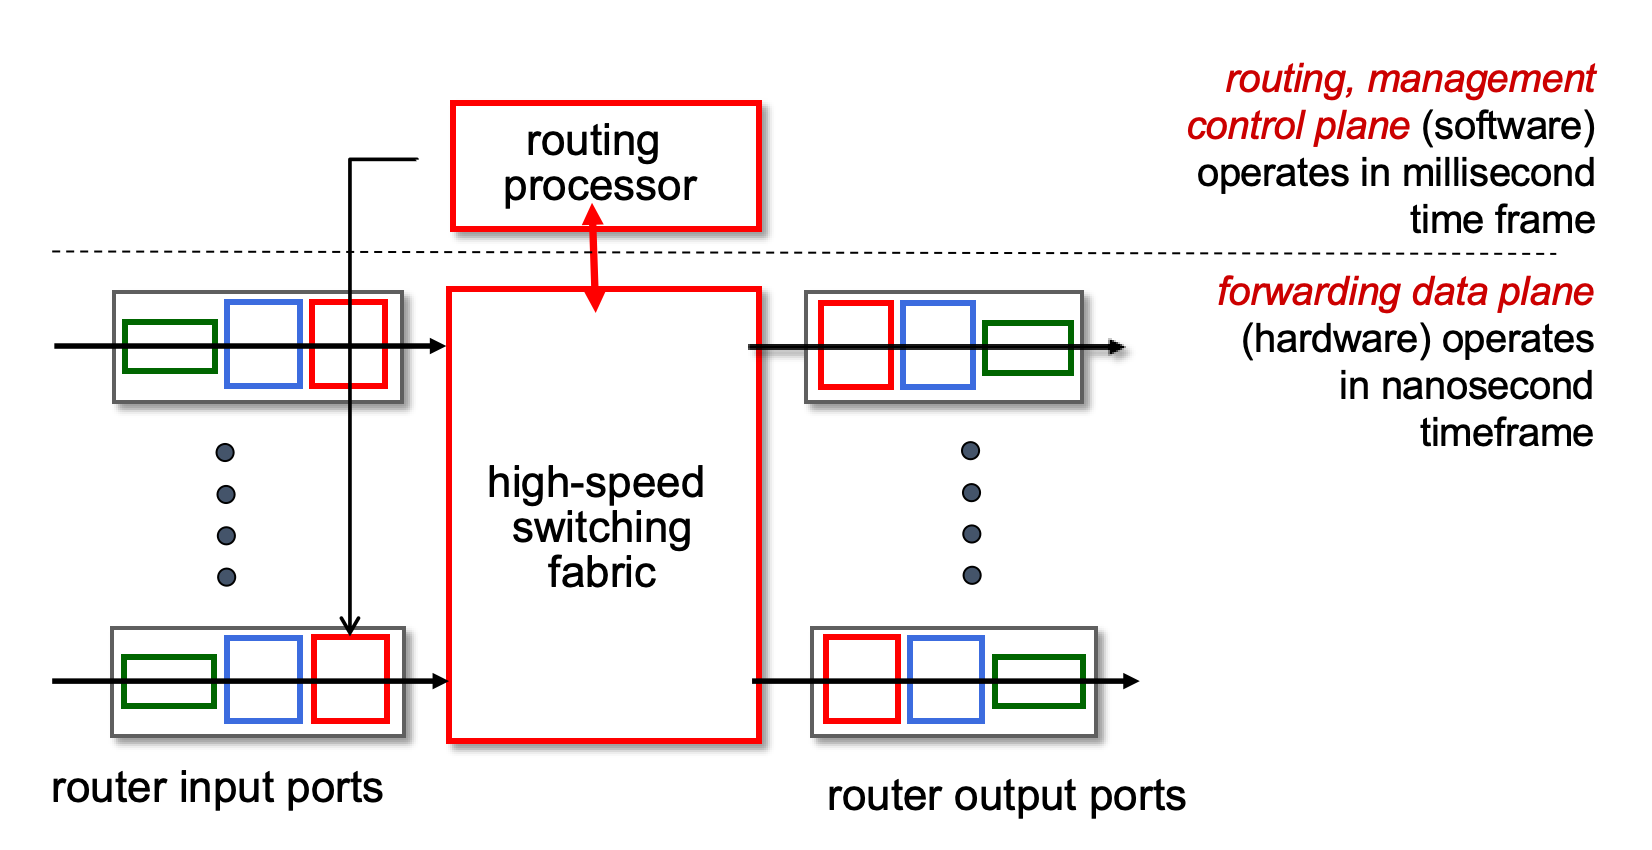 routing, management
control plane (software)
operates in millisecond
time frame
routing
processor
forwarding data plane
(hardware) operates
in nanosecond
timeframe
high-speed
switching
fabric
router input ports
router output ports